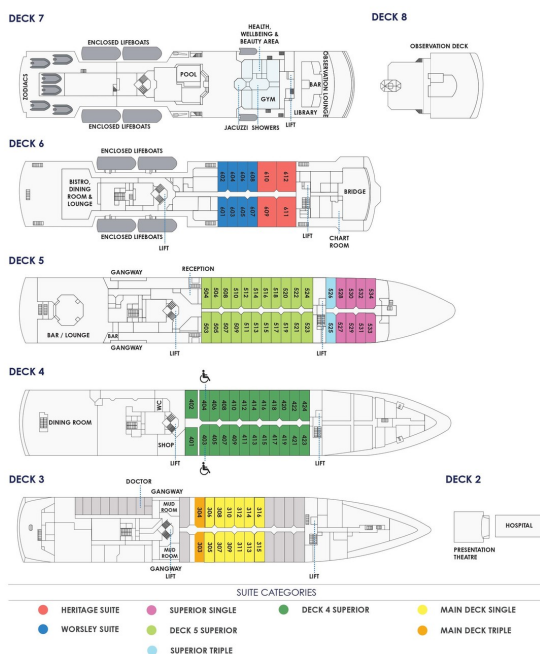 DECK 7
DECK 8
ENCLOSED LIFEBOATS
HEALTH,
WELLBEING &
BEAUTY AREA
OBSERVATION DECK
ZODIACS
POOL
GYM
BAR
OBSERVATION LOUNGE
LIBRARY
ENCLOSED LIFEBOATS
JACUZZI
SHOWERS
LIFT
DECK 6
ENCLOSED LIFEBOATS
BISTRO,
DINING
ROOM &
LOUNGE
602 604 606 608 610 612
601 603 605 607 609 611
BRIDGE
ENCLOSED LIFEBOATS
LIFT
LIFT
CHART
ROOM
DECK 5
GANGWAY
RECEPTION
504 506 508 510 512 514 516 518 520 522 524 526 528 530 532 534
503 505 507 509 511 513 515 517 519 521 523 525 527 529 531 533
BAR / LOUNGE
BAR
GANGWAY
LIFT
LIFT
DECK 4
DINING ROOM
WC
SHOP
402 404 406 408 410 412 414 416 418 420 422 424
401 403 405 407 409 411 413 415 417 419 421 423
LIFT
LIFT
DECK 3
DOCTOR
GANGWAY
MUD
ROOM
304 306 308 310 312 314 316
303 305 307 309 311 313 315
MUD
ROOM
GANGWAY
LIFT
LIFT
DECK 2
HOSPITAL
PRESENTATION
THEATRE
SUITE CATEGORIES
HERITAGE SUITE
SUPERIOR SINGLE
DECK 4 SUPERIOR
MAIN DECK SINGLE
WORSLEY SUITE
DECK 5 SUPERIOR
MAIN DECK TRIPLE
SUPERIOR TRIPLE